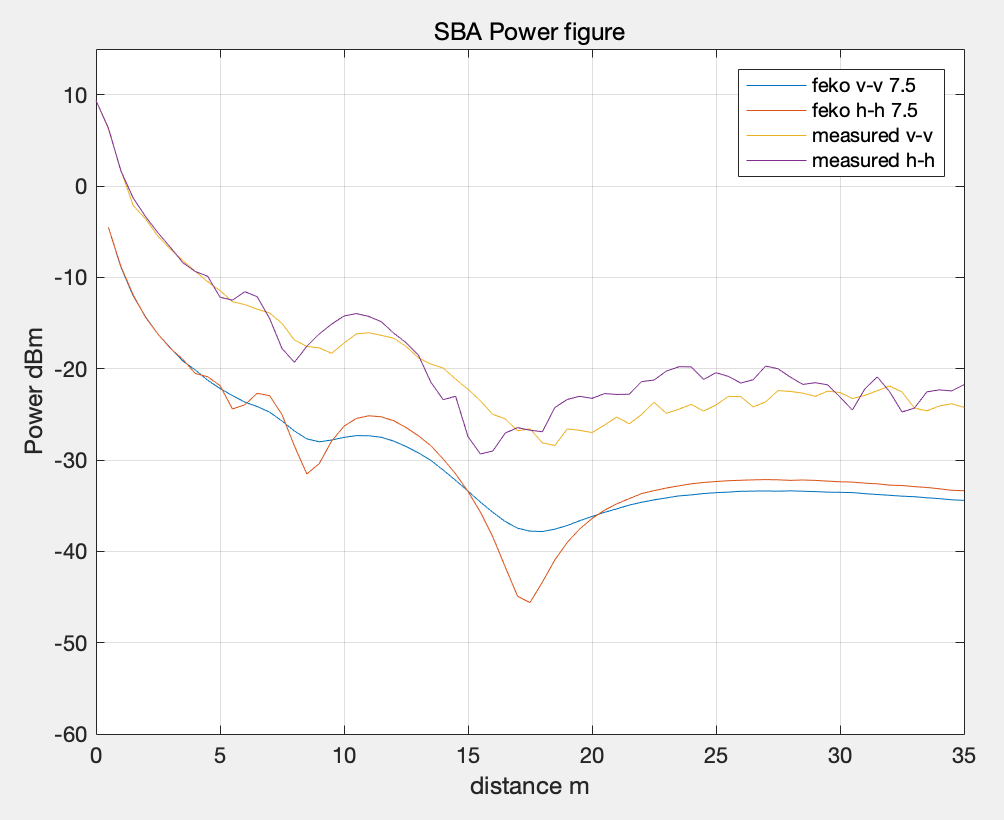 SBA Power figure
feko v-v 7.5
feko h-h 7.5
measured v-v
measured h-h
10
0
-10
-20
-30
-40
-50
-60
Power dBm
0 5 10 15 20 25 30 35
distance m